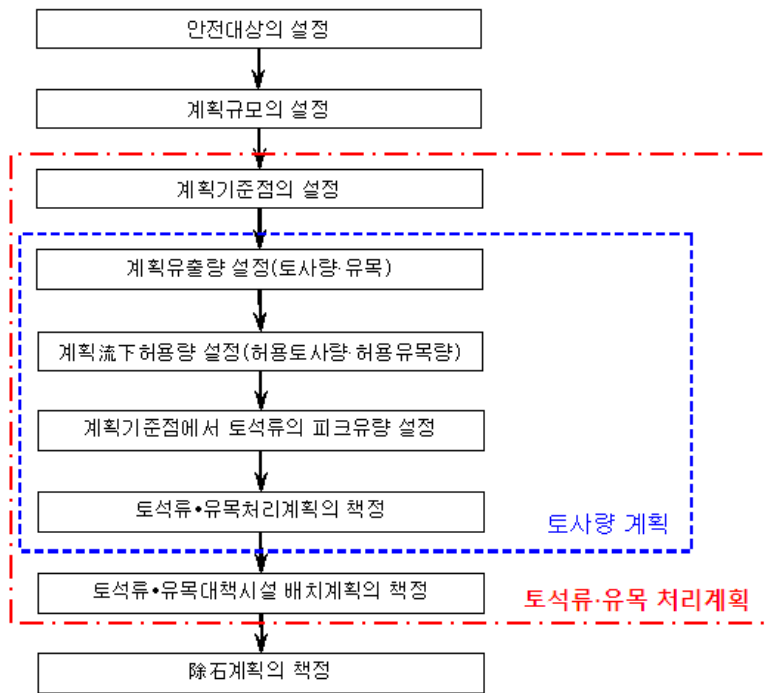 안전대상의 설정
계획규모의 설정
계획기준점의 설정
계획유출량 설정(토사량·유목)
계획流下허용량 설정(허용토사량·허용유목량)
계획기준점에서 토석류의 피크유량 설정
토석류•유목처리계획의 책정
토사량 계획
토석류•유목대책시설 배치계획의 책정
토석류·유목 처리계획
除石계획의 책정